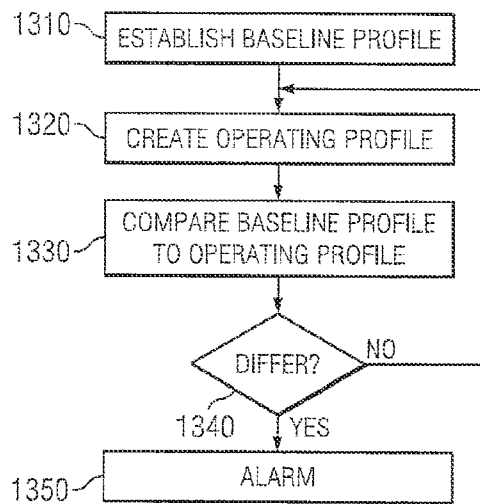 1310
ESTABLISH BASELINE PROFILE
1320
CREATE OPERATING PROFILE
1330
COMPARE BASELINE PROFILE
TO OPERATING PROFILE
DIFFER?
NO
1340
YES
1350
ALARM